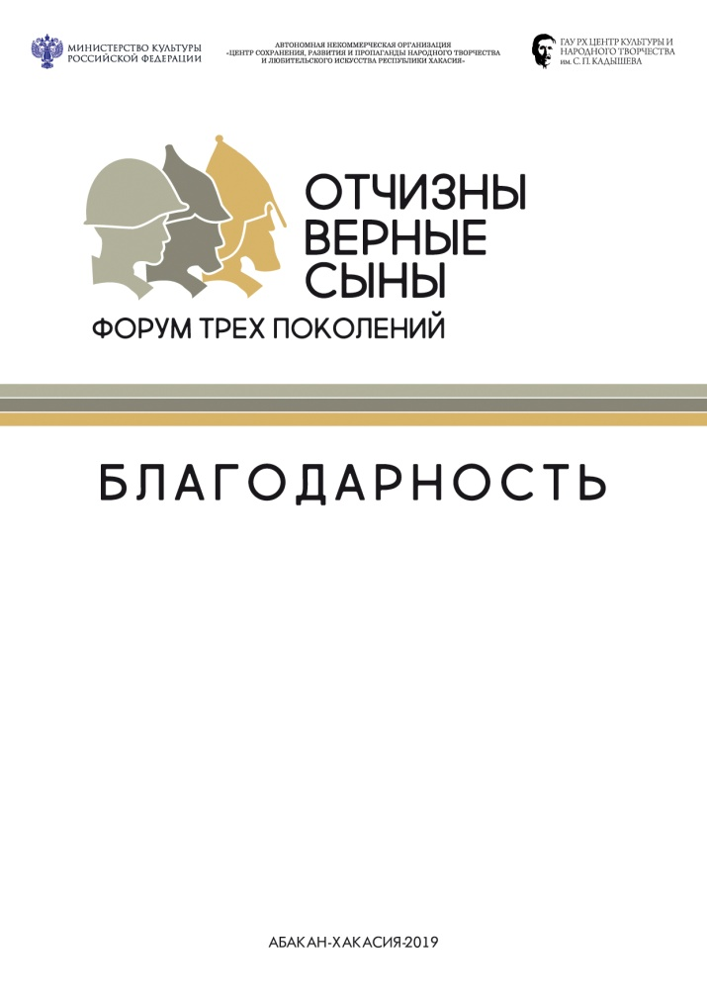 МИНИСТЕРСТВО КУЛЬТУРЫ
РОССИЙСКОЙ ФЕДЕРАЦИИ
АВТОНОМНАЯ НЕКОММЕРЧЕСКАЯ ОРГАНИЗАЦИЯ
«ЦЕНТР СОХРАНЕНИЯ, РАЗВИТИЯ И ПРОПАГАНДЫ НАРОДНОГО ТВОРЧЕСТВА
И ЛЮБИТЕЛЬСКОГО ИСКУССТВА РЕСПУБЛИКИ ХАКАСИЯ»
ГАУ РХ ЦЕНТР КУЛЬТУРЫ И
НАРОДНОГО ТВОРЧЕСТВА
им. С. П. КАДЫШЕВА
ОТЧИЗНЫ
ВЕРНЫЕ
СЫНЫ
ФОРУМ ТРЕХ ПОКОЛЕНИЙ
БЛАГОДАРНОСТЬ
АБАКАН-ХАКАСИЯ-2019